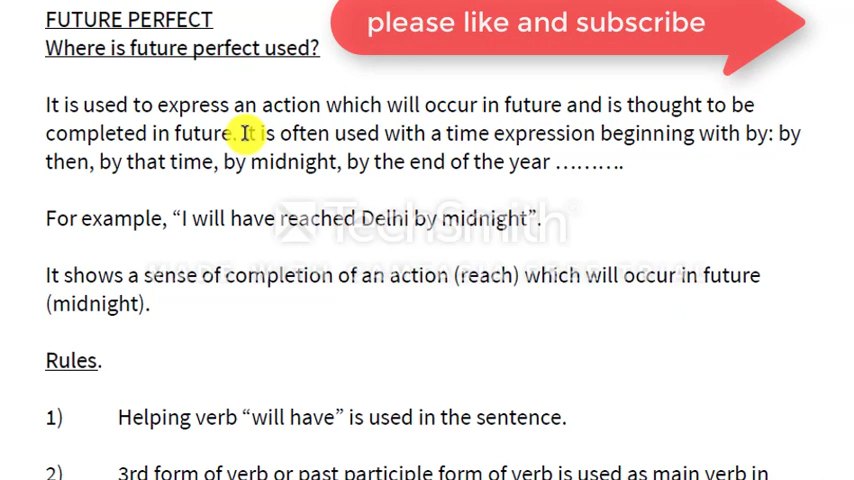 FUTURE PERFECT
please like and subscribe
Where is future perfect used?
It is used to express an action which will occur in future and is thought to be
completed in future. It is often used with a time expression beginning with by: by
then, by that time, by midnight, by the end of the year ……….
For example, “I will have reached Delhi by midnight”.
TechSmith
It shows a sense of completion of an action (reach) which will occur in future
(midnight).
Rules.
1) Helping verb “will have” is used in the sentence.
2) 3rd form of verb or past participle form of verb is used as main verb in